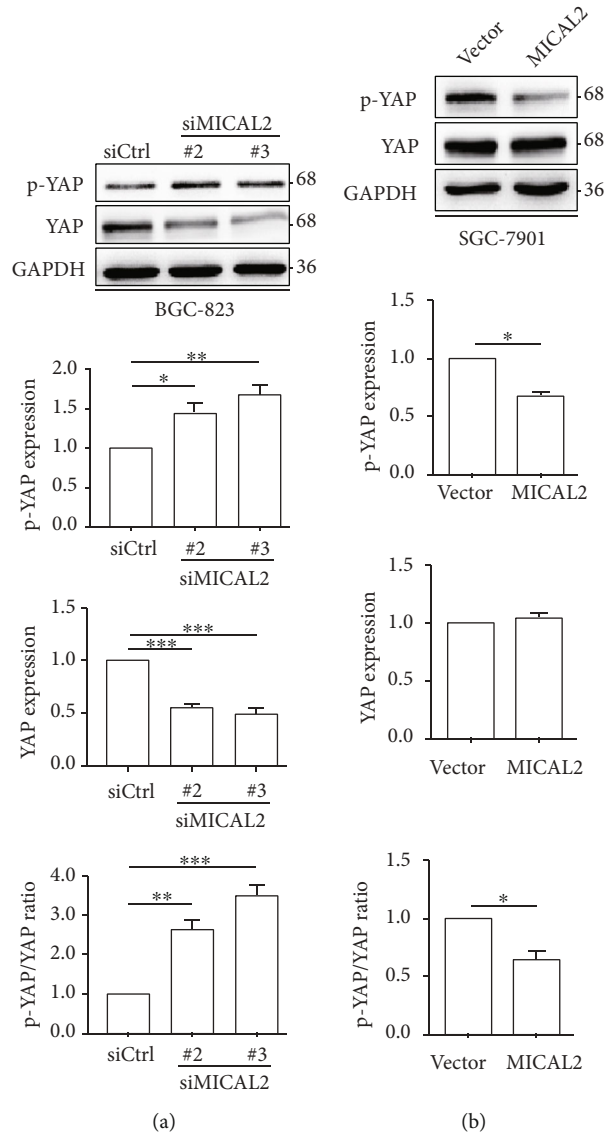 siMICAL2
siCtrl #2 #3
p-YAP 68
YAP 68
GAPDH 36
BGC-823
**
*
2.0
1.5
1.0
0.5
0.0
p-YAP expression
siCtrl #2 #3
siMICAL2
***
***
1.5
1.0
0.5
0.0
YAP expression
siCtrl #2 #3
siMICAL2
***
**
4.0
3.0
2.0
1.0
0.0
p-YAP/YAP ratio
siCtrl #2 #3
siMICAL2
(a)
Vector MICAL2
p-YAP 68
YAP 68
GAPDH 36
SGC-7901
*
1.5
1.0
0.5
0.0
p-YAP expression
Vector MICAL2
1.5
1.0
0.5
0.0
YAP expression
Vector MICAL2
*
1.5
1.0
0.5
0.0
p-YAP/YAP ratio
Vector MICAL2
(b)